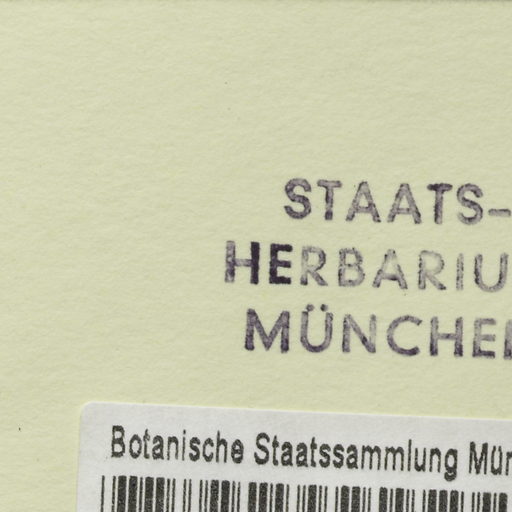 STAATS-
HERBARIU
MÜNCHE
Botanische Staatssammlung Mün